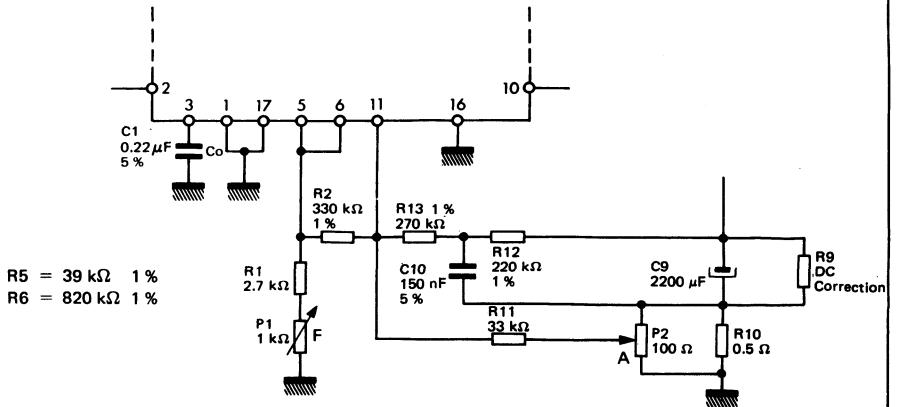 2
10
3
1
17
5
6
11
16
C1
0.22 μF
5 %
Co
R2
330 kΩ
1 %
R13 1 %
270 kΩ
R12
220 kΩ
1 %
C10
150 nF
5 %
C9
2200 μF
R9
DC
Correction
R5 = 39 kΩ 1 %
R6 = 820 kΩ 1 %
R1
2.7 kΩ
P1
1 kΩ
F
R11
33 kΩ
A
P2
100 Ω
R10
0.5 Ω